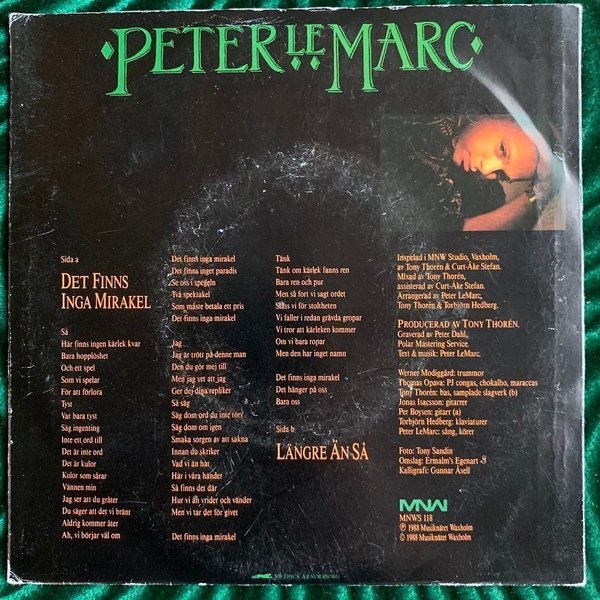 PETER LEMARC
Sida a
DET FINNS
INGA MIRAKEL
Så
Här finns ingen kärlek kvar
Bara hopplöshet
Och ett spel
Som vi spelar
För att förlora
Tyst
Var bara tyst
Säg ingenting
Inte ett ord till
Det är inte ord
Det är kulor
Kulor som sårar
Vännen min
Jag ser att du gråter
Du säger att det vi bränt
Aldrig kommer åter
Ah, vi börjar väl om
Det finns inga mirakel
Det finns inget paradis
Se oss i spegeln
Två spektakel
Som måste betala ett pris
Det finns inga mirakel
Jag
Jag är trött på denne man
Den du gör mej till
Men jag vet att jag
Ger dej dina repliker
Så säg
Säg dom ord du inte törs
Säg dom om igen
Smaka sorgen av att sakna
Innan du skriker
Vad vi än har
Här i våra händer
Så finns det där
Hur vi än vrider och vänder
Men vi tar det för givet
Det finns inga mirakel
Tänk
Tänk om kärlek fanns ren
Bara ren och pur
Men så fort vi sagt ordet
Slåss vi för stoltheten
Vi faller i redan grävda gropar
Vi tror att kärleken kommer
Om vi bara ropar
Men den har inget namn
Det finns inga mirakel
Det hänger på oss
Bara oss
Sida b
LÄNGRE ÄN SÅ
Inspelad i MNW Studio, Vaxholm,
av Tony Thorén & Curt-Åke Stefan.
Mixad av Tony Thorén,
assisterad av Curt-Åke Stefan.
Arrangerad av Peter LeMarc,
Tony Thorén & Torbjörn Hedberg.
PRODUCERAD AV TONY THORÉN.
Graverad av Peter Dahl,
Polar Mastering Service.
Text & musik: Peter LeMarc.
Werner Modiggård: trummor
Thomas Opava: PJ congas, chokalho, maraccas
Tony Thorén: bas, samplade slagverk (b)
Jonas Isacsson: gitarrer
Per Boysen: gitarr (a)
Torbjörn Hedberg: klaviaturer
Peter LeMarc: sång, körer
Foto: Tony Sandin
Omslag: Ermalm's Egenart
Kalligrafi: Gunnar Åsell
MNW
MNWS 118
℗ 1988 Musiknätet Waxholm
© 1988 Musiknätet Waxholm